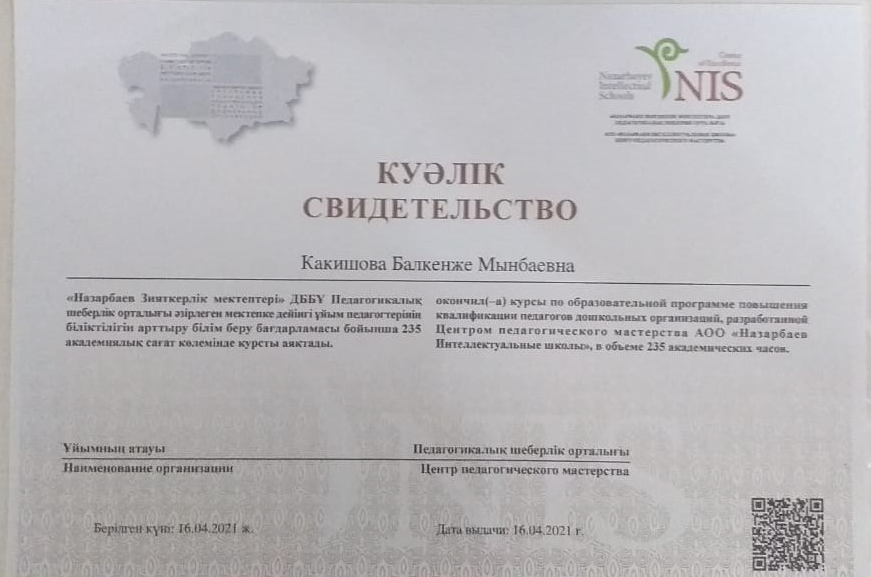 Center
of Excellence
Nazarbayev
Intellectual
Schools
NIS
КУӘЛІК
СВИДЕТЕЛЬСТВО
Какишова Балкенже Мынбаевна
«Назарбаев Зияткерлік мектептері» ДББҰ Педагогикалық
шеберлік орталығы әзірлеген мектепке дейінгі ұйым педагогтерінің
біліктілігін арттыру білім беру бағдарламасы бойынша 235
академиялық сағат көлемінде курсты аяқтады.
окончил(-а) курсы по образовательной программе повышения
квалификации педагогов дошкольных организаций, разработанной
Центром педагогического мастерства АОО «Назарбаев
Интеллектуальные школы», в объеме 235 академических часов.
Ұйымның атауы
Педагогикалық шеберлік орталығы
Наименование организации
Центр педагогического мастерства
Берілген күні: 16.04.2021 ж.
Дата выдачи: 16.04.2021 г.